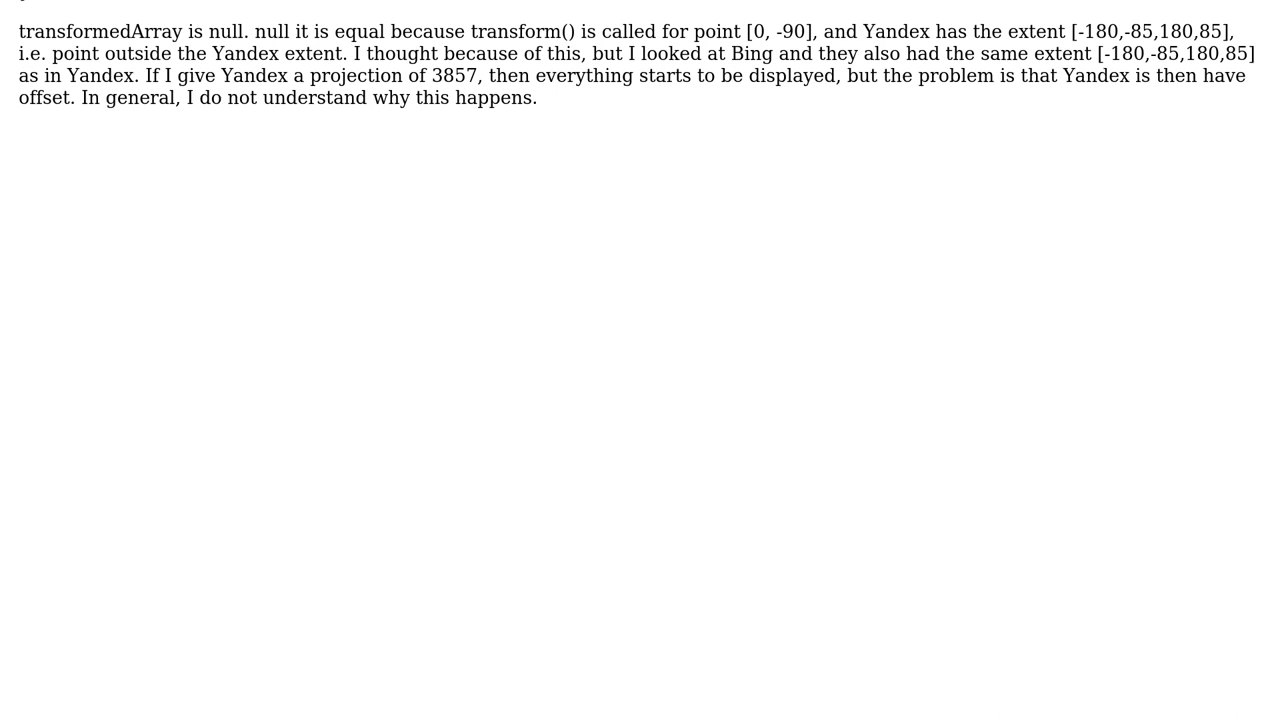 transformedArray is null. null it is equal because transform() is called for point [0, -90], and Yandex has the extent [-180,-85,180,85],
i.e. point outside the Yandex extent. I thought because of this, but I looked at Bing and they also had the same extent [-180,-85,180,85]
as in Yandex. If I give Yandex a projection of 3857, then everything starts to be displayed, but the problem is that Yandex is then have
offset. In general, I do not understand why this happens.